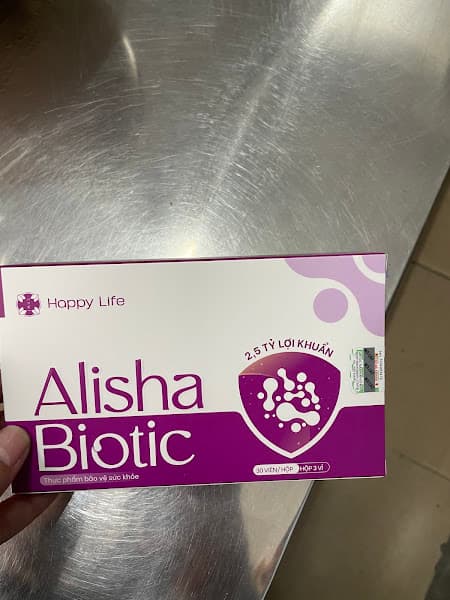 Happy Life
2,5 TỶ LỢI KHUẨN
Alisha
Biotic
Thực phẩm bảo vệ sức khỏe
30 VIÊN/ HỘP HỘP 3 VỈ